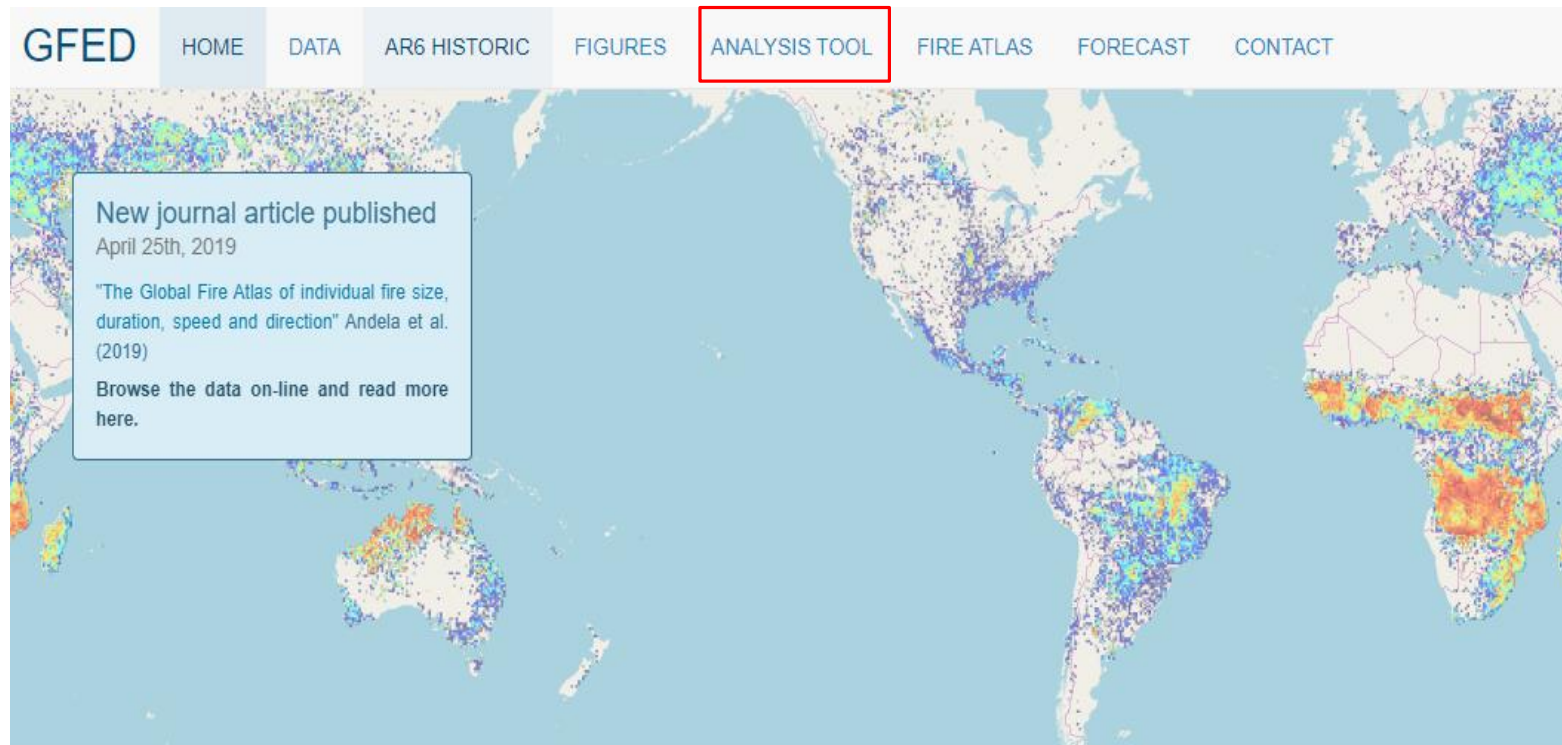 GFED HOME DATA AR6 HISTORIC FIGURES ANALYSIS TOOL FIRE ATLAS FORECAST CONTACT
New journal article published
April 25th, 2019
"The Global Fire Atlas of individual fire size,
duration, speed and direction" Andela et al.
(2019)
Browse the data on-line and read more
here.